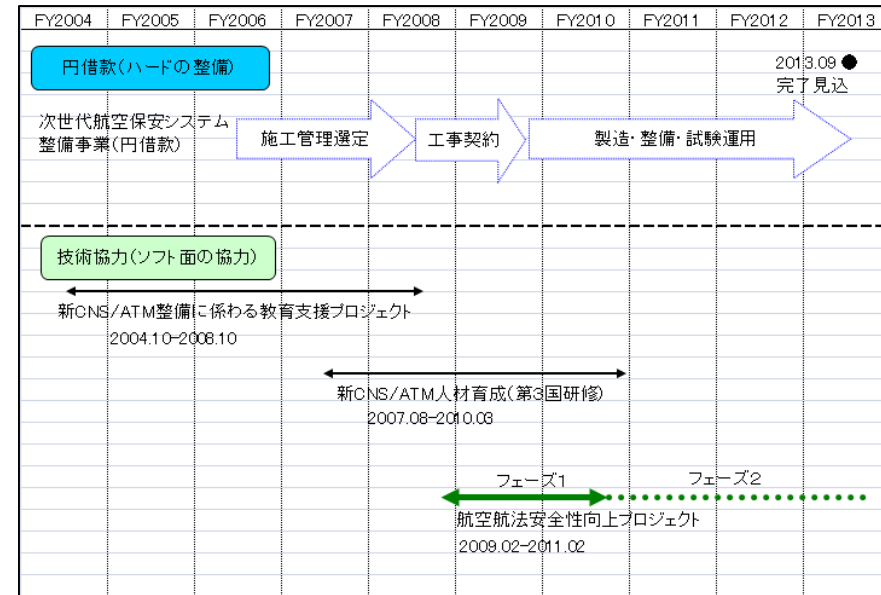 FY2004 FY2005 FY2006 FY2007 FY2008 FY2009 FY2010 FY2011 FY2012 FY2013
円借款(ハードの整備)
2013.09 ●
完了見込
次世代航空保安システム
整備事業(円借款)
施工管理選定
工事契約
製造・整備・試験運用
技術協力(ソフト面の協力)
新CNS/ATM整備に係わる教育支援プロジェクト
2004.10-2008.10
新CNS/ATM人材育成(第3国研修)
2007.08-2010.03
フェーズ1
フェーズ2
航空航法安全性向上プロジェクト
2009.02-2011.02